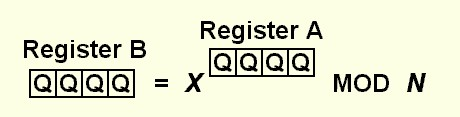 Register A
Register B
QQQQ
QQQQ = X MOD N